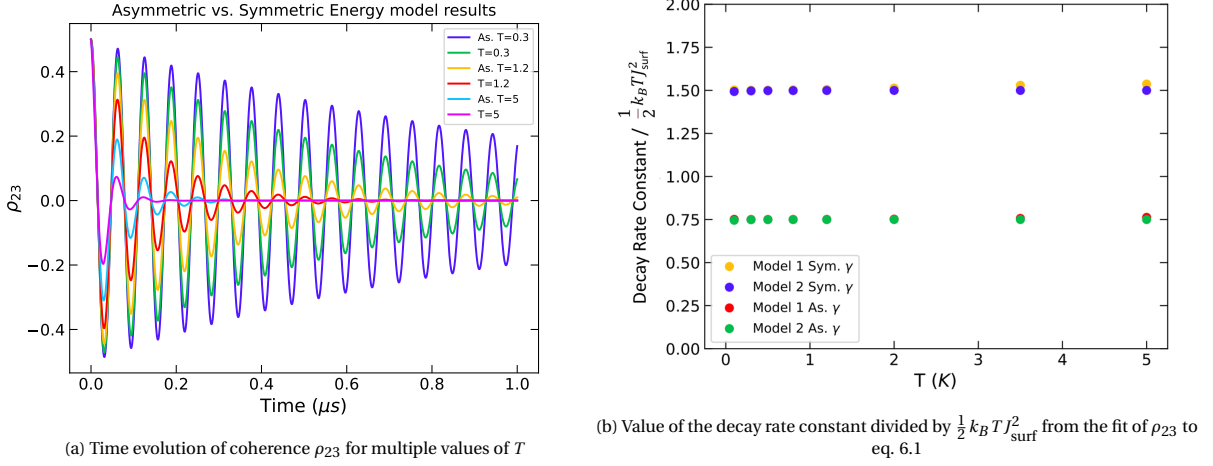 Asymmetric vs. Symmetric Energy model results
As. T=0.3
T=0.3
As. T=1.2
T=1.2
As. T=5
T=5
0.4
0.2
0.0
−0.2
−0.4
ρ23
0.0 0.2 0.4 0.6 0.8 1.0
Time (μs)
(a) Time evolution of coherence ρ23 for multiple values of T
2.00
1.75
1.50
1.25
1.00
0.75
0.50
0.25
0.00
Decay Rate Constant / 1/2 kBTJ²surf
Model 1 Sym. γ
Model 2 Sym. γ
Model 1 As. γ
Model 2 As. γ
0 1 2 3 4 5
T (K)
(b) Value of the decay rate constant divided by 1/2 kBTJ²surf from the fit of ρ23 to
eq. 6.1